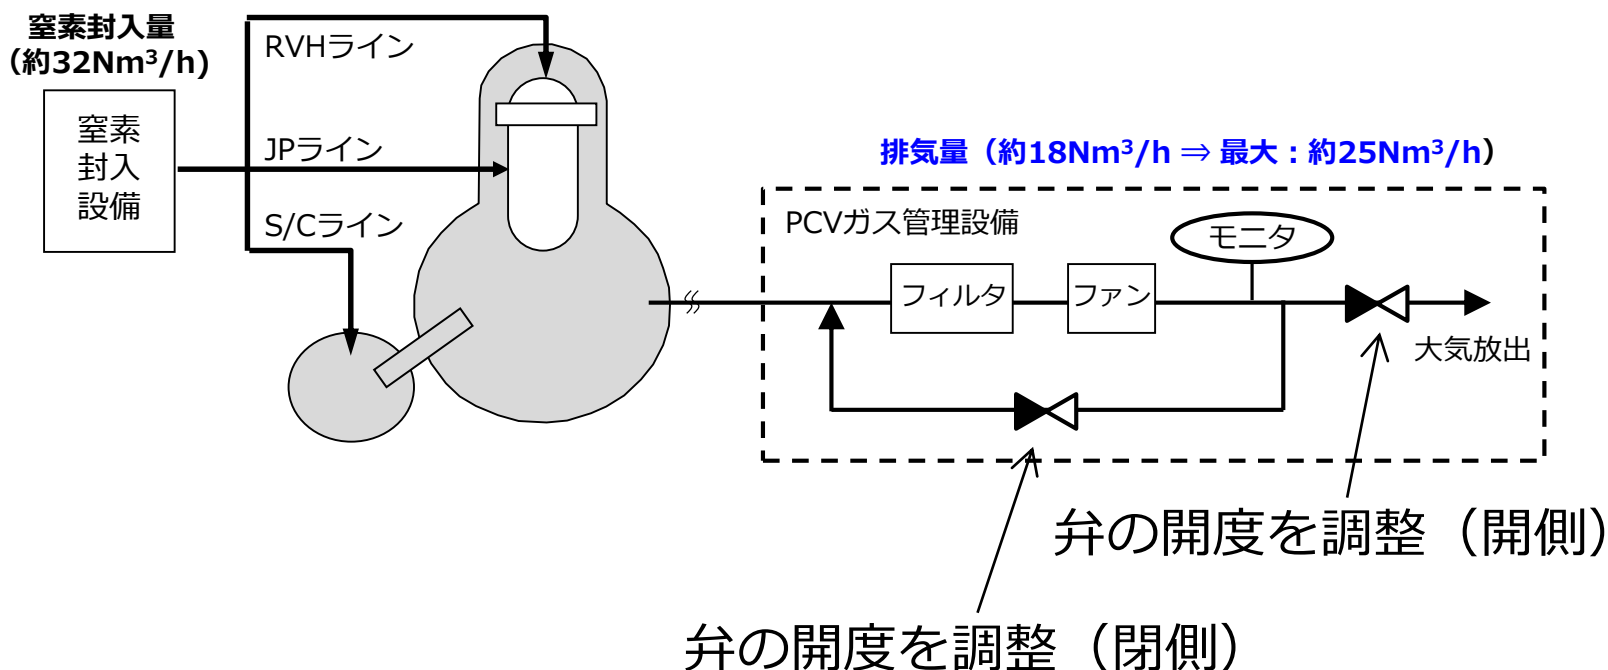 窒素封入量
（約32Nm³/h)
RVHライン
窒素
封入
設備
JPライン
S/Cライン
排気量（約18Nm³/h ⇒ 最大：約25Nm³/h）
PCVガス管理設備
モニタ
フィルタ
ファン
大気放出
弁の開度を調整（開側）
弁の開度を調整（閉側）